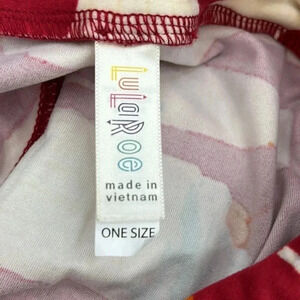 LuLaRoe
made in
vietnam
ONE SIZE